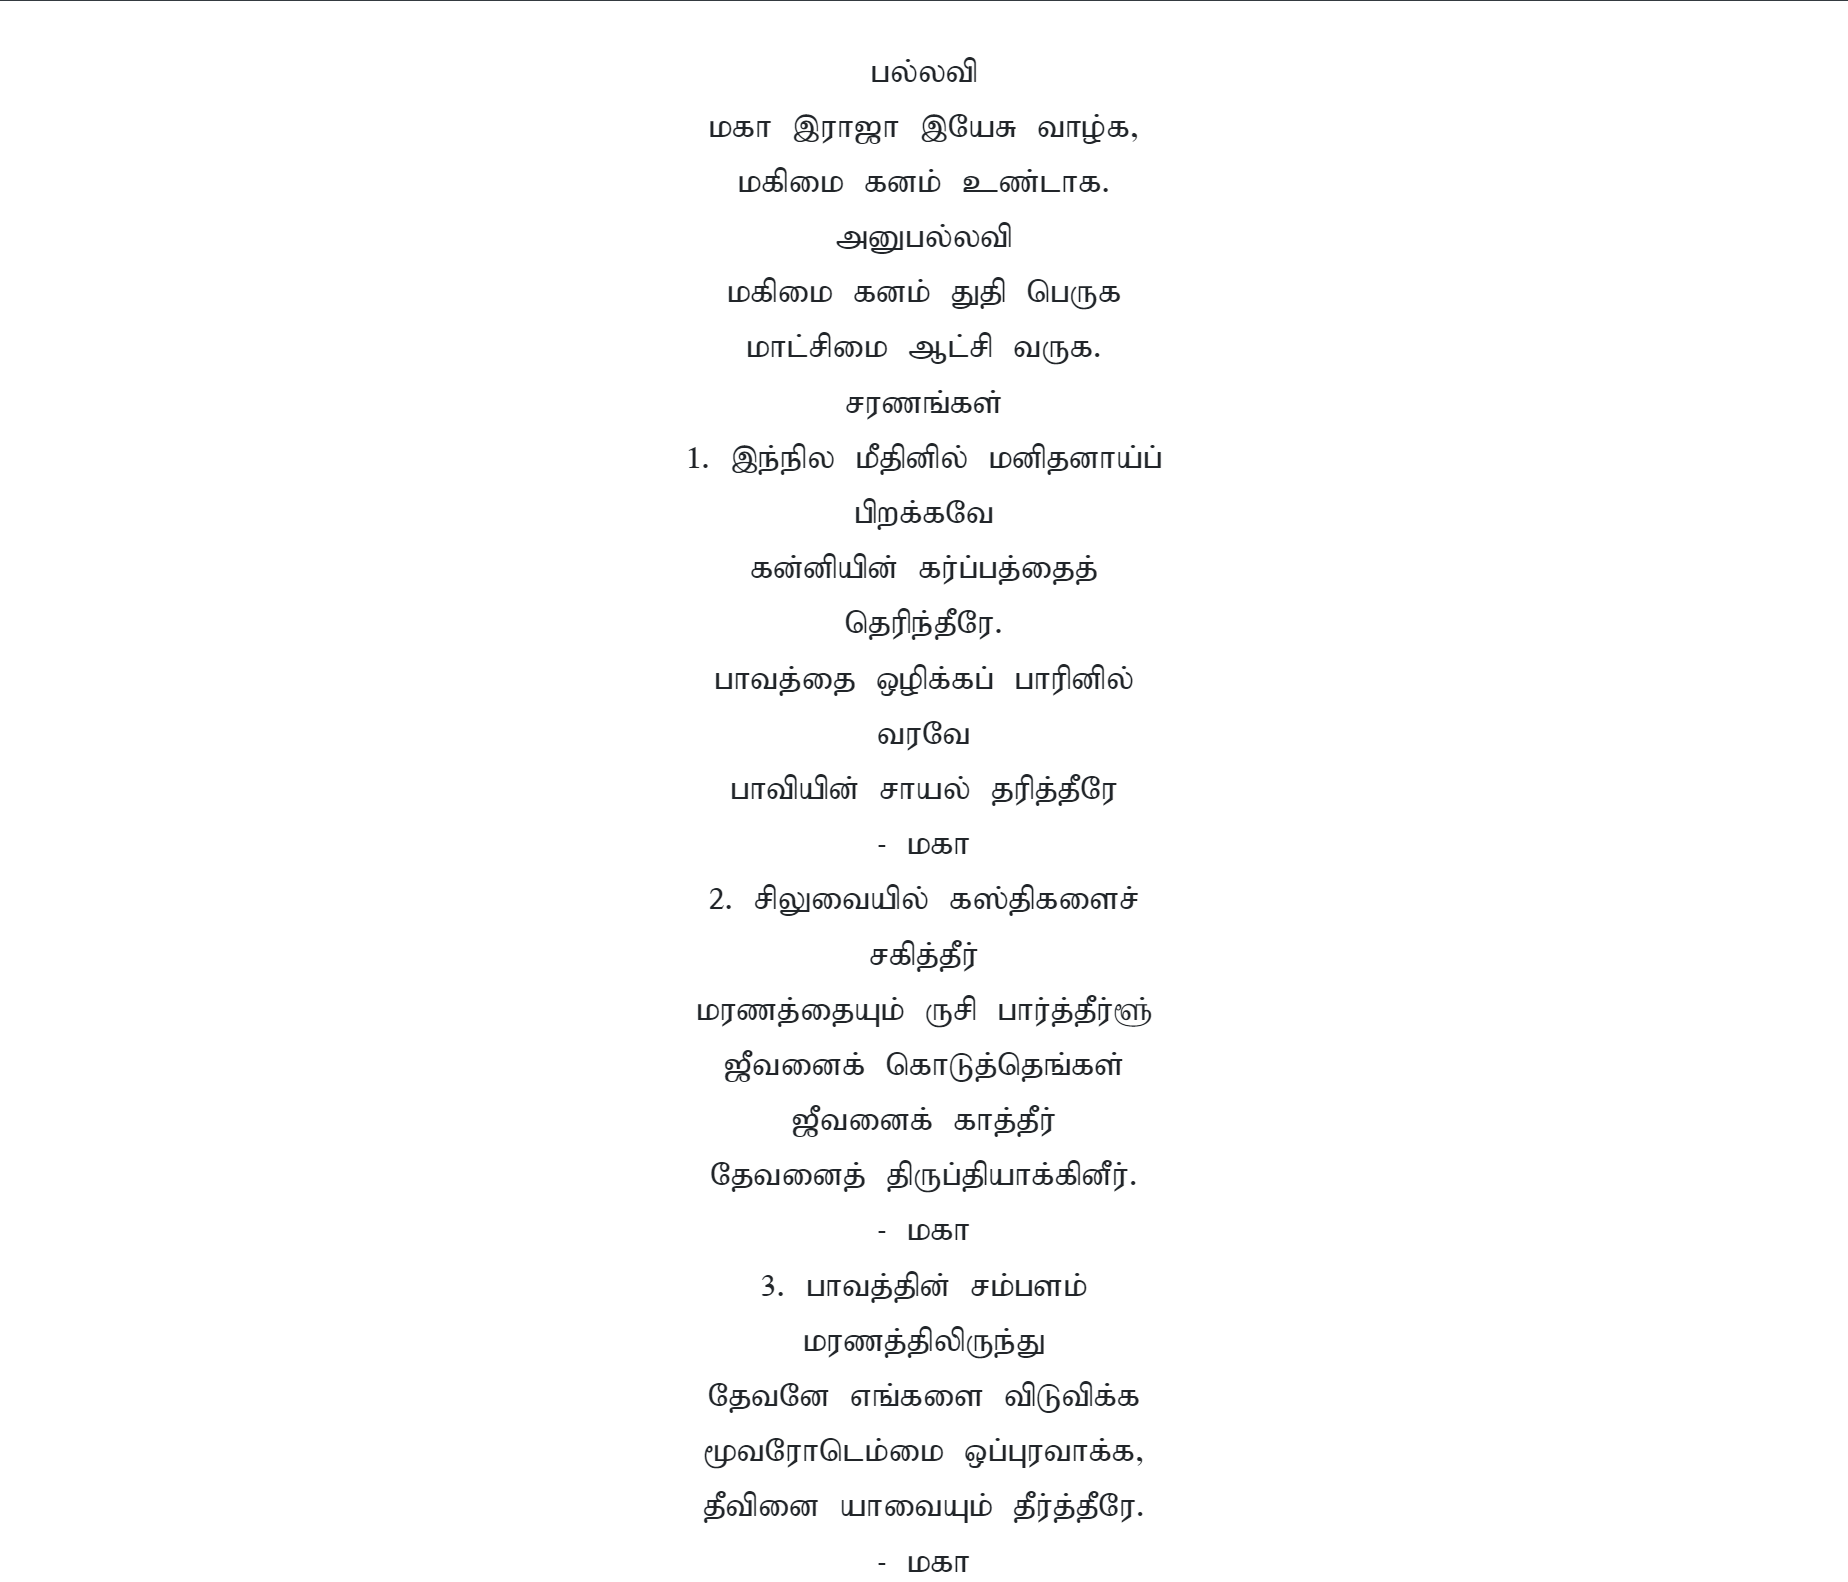 பல்லவி
மகா இராஜா இயேசு வாழ்க,
மகிமை கனம் உண்டாக.
அனுபல்லவி
மகிமை கனம் துதி பெருக
மாட்சிமை ஆட்சி வருக.
சரணங்கள்
1. இந்நில மீதினில் மனிதனாய்ப்
பிறக்கவே
கன்னியின் கர்ப்பத்தைத்
தெரிந்தீரே.
பாவத்தை ஒழிக்கப் பாரினில்
வரவே
பாவியின் சாயல் தரித்தீரே
- மகா
2. சிலுவையில் கஸ்திகளைச்
சகித்தீர்
மரணத்தையும் ருசி பார்த்தீர்ளூ்
ஜீவனைக் கொடுத்தெங்கள்
ஜீவனைக் காத்தீர்
தேவனைத் திருப்தியாக்கினீர்.
- மகா
3. பாவத்தின் சம்பளம்
மரணத்திலிருந்து
தேவனே எங்களை விடுவிக்க
மூவரோடெம்மை ஒப்புரவாக்க,
தீவினை யாவையும் தீர்த்தீரே.
- மகா